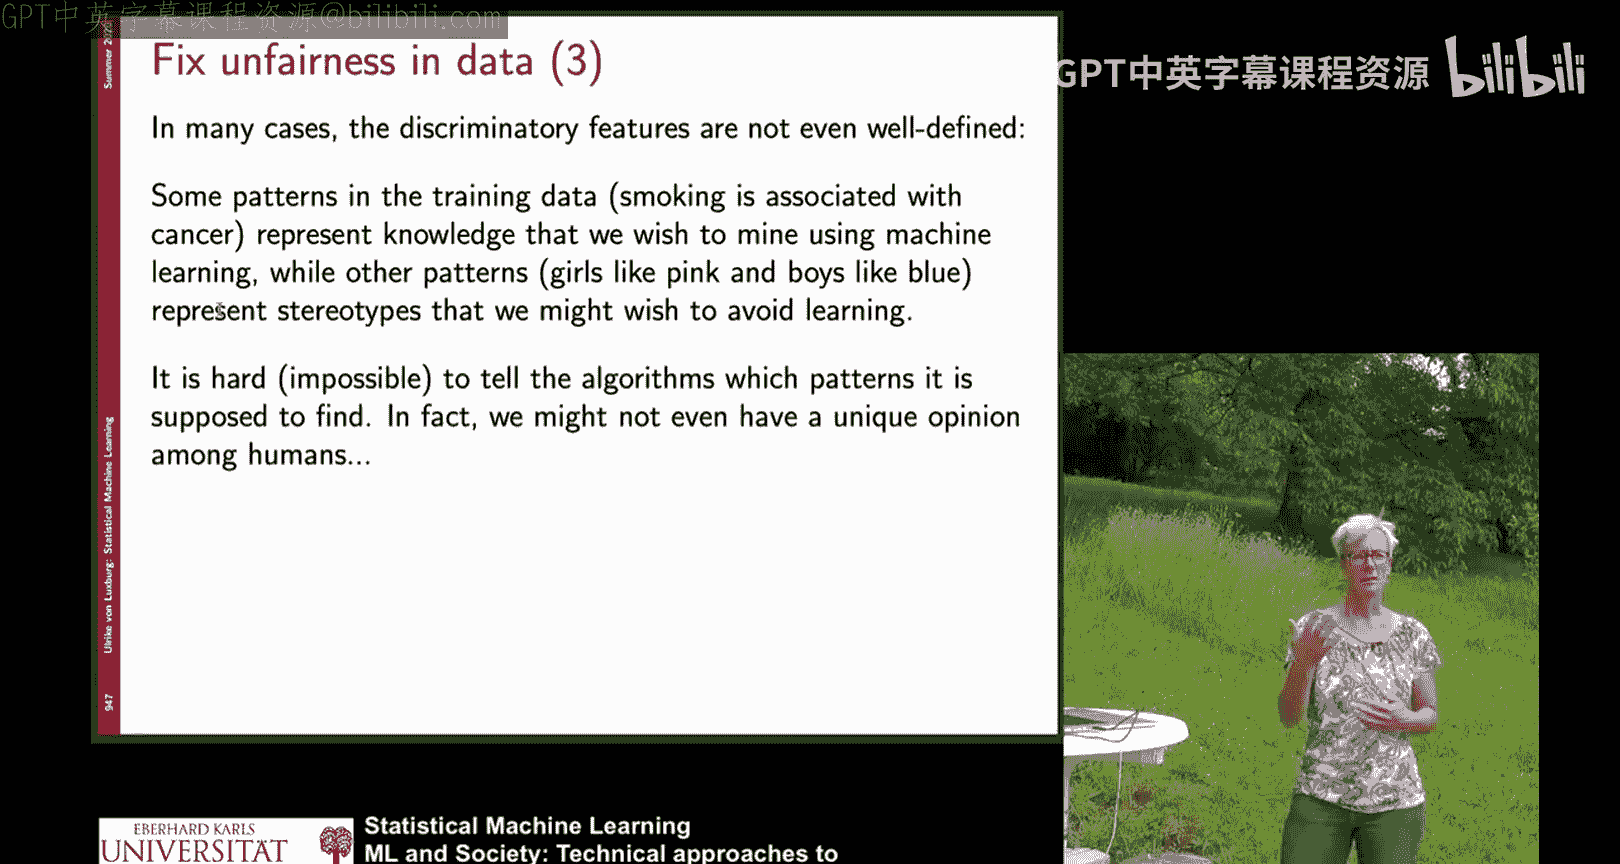 GPT中英字幕课程资源@bilibili.com
GPT中英字幕课程资源 bilibili
Fix unfairness in data (3)
In many cases, the discriminatory features are not even well-defined:
Some patterns in the training data (smoking is associated with
cancer) represent knowledge that we wish to mine using machine
learning, while other patterns (girls like pink and boys like blue)
represent stereotypes that we might wish to avoid learning.
It is hard (impossible) to tell the algorithms which patterns it is
supposed to find. In fact, we might not even have a unique opinion
among humans...
Summer
Ulrike von Luxburg: Statistical Machine Learning
947
EBERHARD KARLS
UNIVERSITÄT
Statistical Machine Learning
ML and Society: Technical approaches to